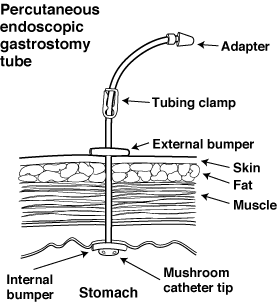 Percutaneous
endoscopic
gastrostomy
tube
Adapter
Tubing clamp
External bumper
Skin
Fat
Muscle
Internal
bumper
Mushroom
catheter tip
Stomach